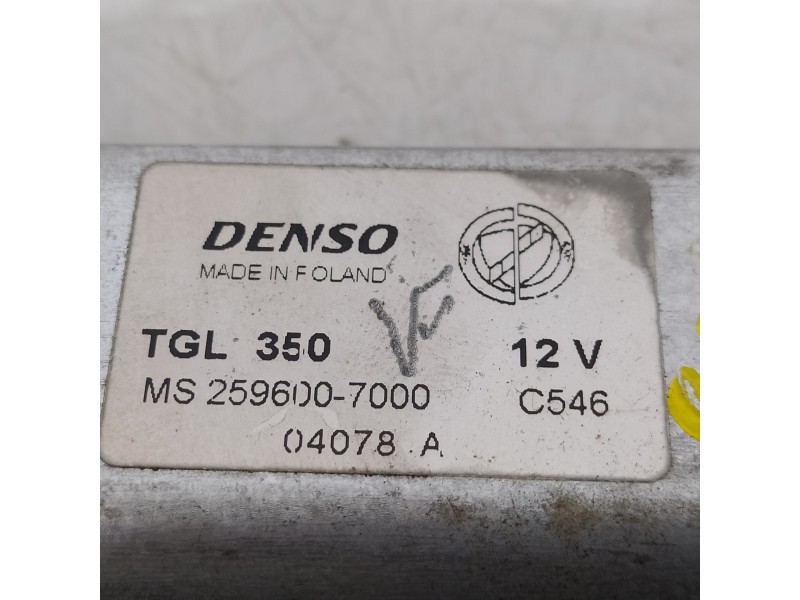 DENSO
MADE IN POLAND
TGL 350
12 V
MS 259600-7000
C546
04078 A